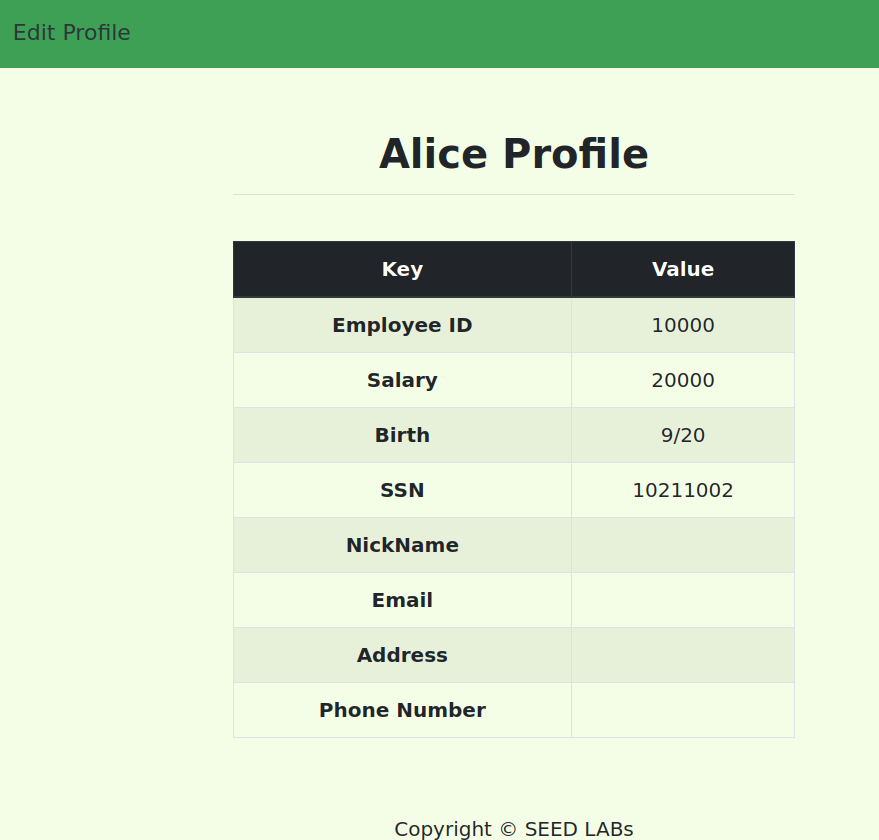 Edit Profile
Alice Profile
Key Value
Employee ID 10000
Salary 20000
Birth 9/20
SSN 10211002
NickName
Email
Address
Phone Number
Copyright © SEED LABs